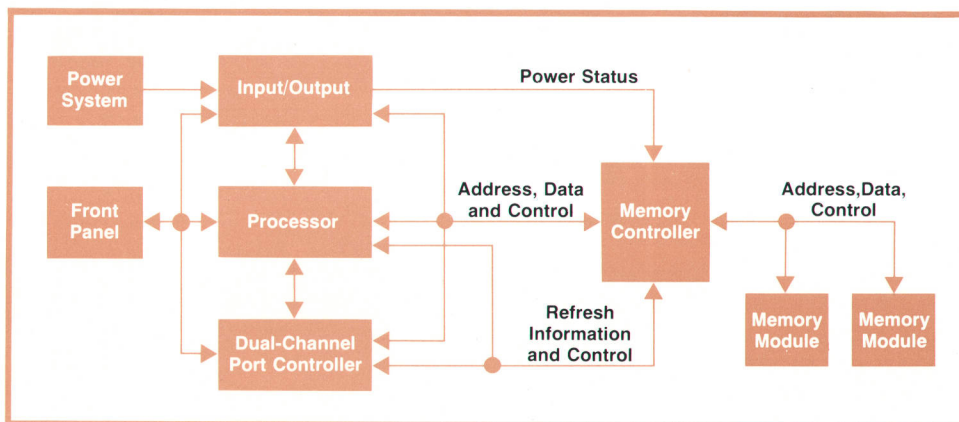 Power
System
Input/Output
Power Status
Front
Panel
Processor
Address, Data
and Control
Memory
Controller
Address,Data,
Control
Dual-Channel
Port Controller
Refresh
Information
and Control
Memory
Module
Memory
Module